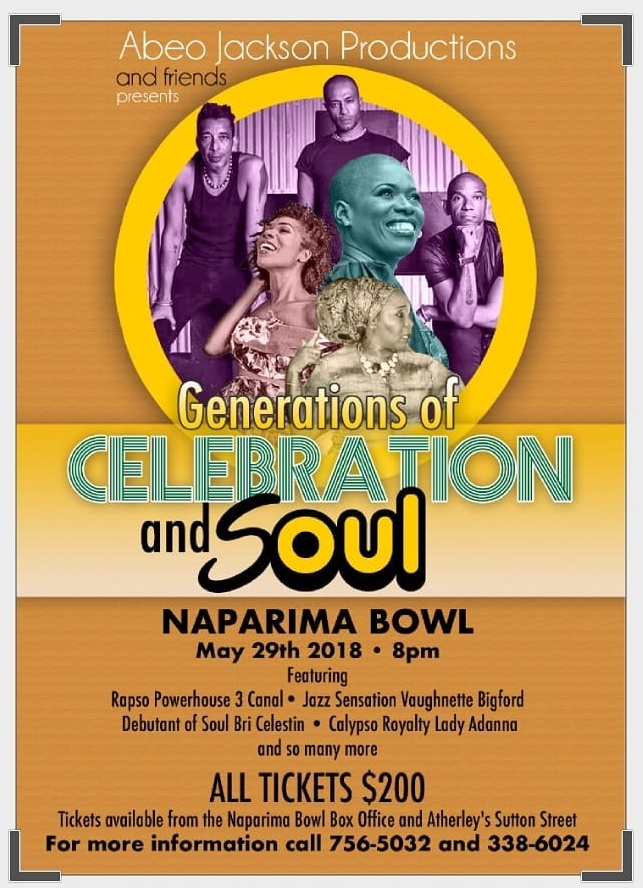 Abeo Jackson Productions
and friends
presents
Generations of
CELEBRATION
and Soul
NAPARIMA BOWL
May 29th 2018 • 8pm
Featuring
Rapso Powerhouse 3 Canal • Jazz Sensation Vaughnette Bigford
Debutant of Soul Bri Celestin • Calypso Royalty Lady Adanna
and so many more
ALL TICKETS $200
Tickets available from the Naparima Bowl Box Office and Atherley's Sutton Street
For more information call 756-5032 and 338-6024